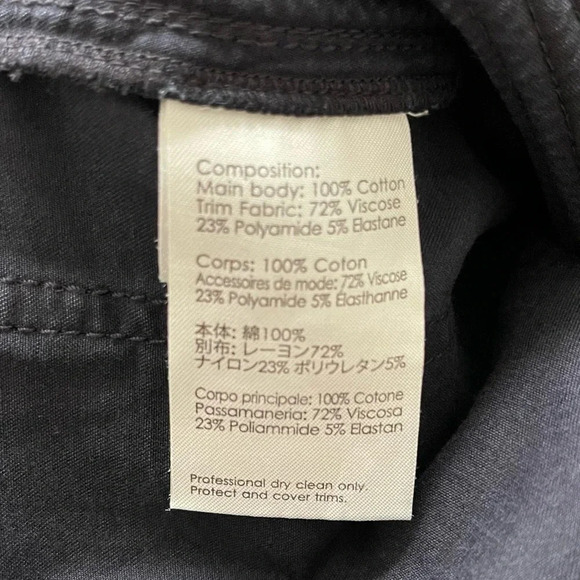 Composition:
Main body: 100% Cotton
Trim Fabric: 72% Viscose
23% Polyamide 5% Elastane
Corps: 100% Coton
Accessoires de mode: 72% Viscose
23% Polyamide 5% Elasthanne
本体: 綿100%
別布: レーヨン72%
ナイロン23% ポリウレタン5%
Corpo principale: 100% Cotone
Passamaneria: 72% Viscosa
23% Poliammide 5% Elastan
Professional dry clean only.
Protect and cover trims.